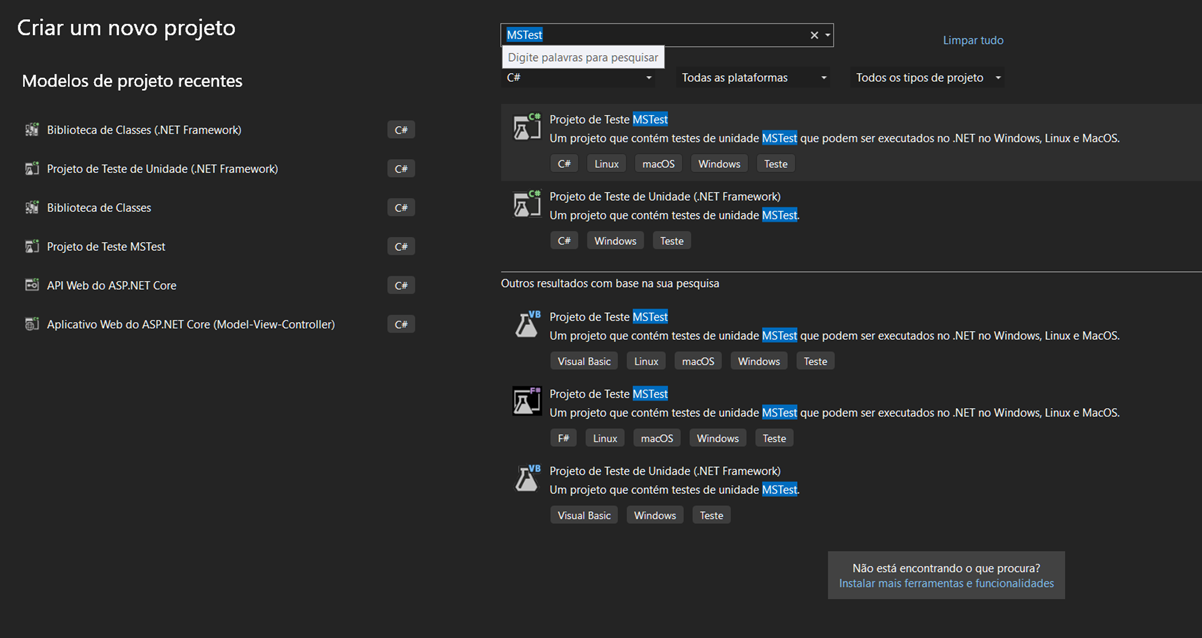 Criar um novo projeto
Modelos de projeto recentes
Biblioteca de Classes (.NET Framework) C#
Projeto de Teste de Unidade (.NET Framework) C#
Biblioteca de Classes C#
Projeto de Teste MSTest C#
API Web do ASP.NET Core C#
Aplicativo Web do ASP.NET Core (Model-View-Controller) C#
MSTest
Limpar tudo
Digite palavras para pesquisar
C# Todas as plataformas Todos os tipos de projeto
C#
Projeto de Teste MSTest
Um projeto que contém testes de unidade MSTest que podem ser executados no .NET no Windows, Linux e MacOS.
C# Linux macOS Windows Teste
C#
Projeto de Teste de Unidade (.NET Framework)
Um projeto que contém testes de unidade MSTest.
C# Windows Teste
Outros resultados com base na sua pesquisa
VB
Projeto de Teste MSTest
Um projeto que contém testes de unidade MSTest que podem ser executados no .NET no Windows, Linux e MacOS.
Visual Basic Linux macOS Windows Teste
F#
Projeto de Teste MSTest
Um projeto que contém testes de unidade MSTest que podem ser executados no .NET no Windows, Linux e MacOS.
F# Linux macOS Windows Teste
VB
Projeto de Teste de Unidade (.NET Framework)
Um projeto que contém testes de unidade MSTest.
Visual Basic Windows Teste
Não está encontrando o que procura?
Instalar mais ferramentas e funcionalidades